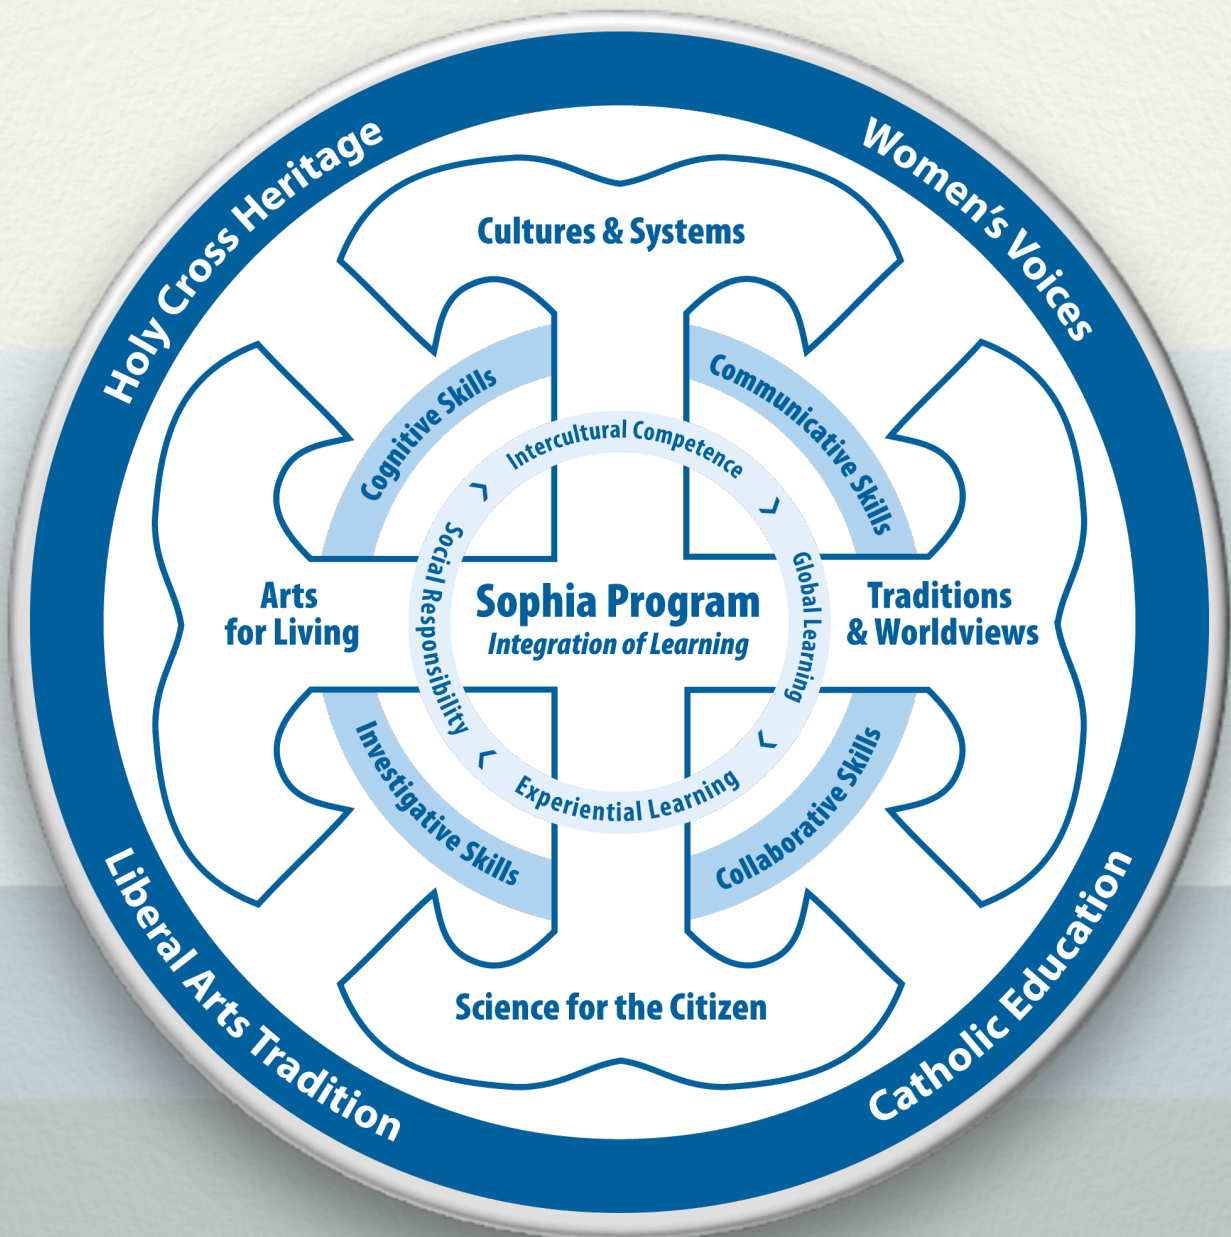 Holy Cross Heritage
Women's Voices
Cultures & Systems
Cognitive Skills
Communicative Skills
Intercultural Competence
Social Responsibility
Global Learning
Arts
for Living
Sophia Program
Integration of Learning
Traditions
& Worldviews
Experiential Learning
Investigative Skills
Collaborative Skills
Science for the Citizen
Liberal Arts Tradition
Catholic Education